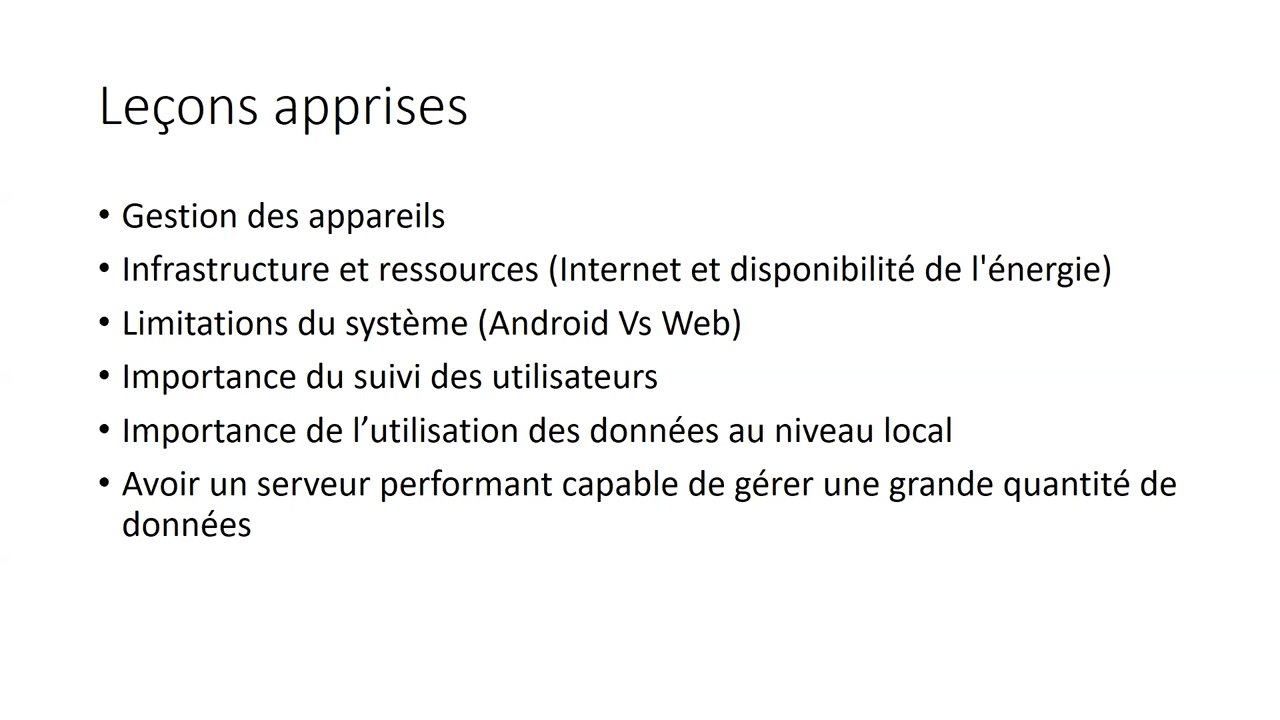 Leçons apprises
• Gestion des appareils
• Infrastructure et ressources (Internet et disponibilité de l'énergie)
• Limitations du système (Android Vs Web)
• Importance du suivi des utilisateurs
• Importance de l’utilisation des données au niveau local
• Avoir un serveur performant capable de gérer une grande quantité de
données